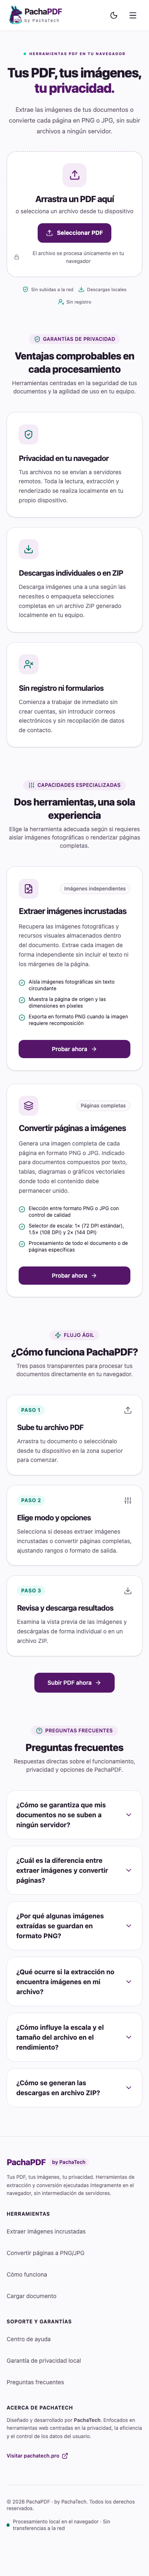 PachaPDF
by PachaTech
HERRAMIENTAS PDF EN TU NAVEGADOR
Tus PDF, tus imágenes,
tu privacidad.
Extrae las imágenes de tus documentos o
convierte cada página en PNG o JPG, sin subir
archivos a ningún servidor.
Arrastra un PDF aquí
o selecciona un archivo desde tu dispositivo
Seleccionar PDF
El archivo se procesa únicamente en tu
navegador
Sin subidas a la red
Descargas locales
Sin registro
GARANTÍAS DE PRIVACIDAD
Ventajas comprobables en
cada procesamiento
Herramientas centradas en la seguridad de tus
documentos y la agilidad de uso en tu equipo.
Privacidad en tu navegador
Tus archivos no se envían a servidores
remotos. Toda la lectura, extracción y
renderizado se realiza localmente en tu
propio dispositivo.
Descargas individuales o en ZIP
Descarga imágenes una a una según las
necesites o empaqueta selecciones
completas en un archivo ZIP generado
localmente en tu equipo.
Sin registro ni formularios
Comienza a trabajar de inmediato sin
crear cuentas, sin introducir correos
electrónicos y sin recopilación de datos
de contacto.
CAPACIDADES ESPECIALIZADAS
Dos herramientas, una sola
experiencia
Elige la herramienta adecuada según si requieres
aislar imágenes fotográficas o renderizar páginas
completas.
Imágenes independientes
Extraer imágenes incrustadas
Recupera las imágenes fotográficas y
recursos visuales almacenados dentro
del documento. Extrae cada imagen de
forma independiente sin incluir el texto ni
los márgenes de la página.
Aísla imágenes fotográficas sin texto
circundante
Muestra la página de origen y las
dimensiones en píxeles
Exporta en formato PNG cuando la imagen
requiere recomposición
Probar ahora
Páginas completas
Convertir páginas a imágenes
Genera una imagen completa de cada
página en formato PNG o JPG. Indicado
para documentos compuestos por texto,
tablas, diagramas o gráficos vectoriales
donde todo el contenido debe
permanecer unido.
Elección entre formato PNG o JPG con
control de calidad
Selector de escala: 1× (72 DPI estándar),
1.5× (108 DPI) y 2× (144 DPI)
Procesamiento de todo el documento o de
páginas específicas
Probar ahora
FLUJO ÁGIL
¿Cómo funciona PachaPDF?
Tres pasos transparentes para procesar tus
documentos directamente en tu navegador.
PASO 1
Sube tu archivo PDF
Arrastra tu documento o selecciónalo
desde tu dispositivo en la zona superior
para comenzar.
PASO 2
Elige modo y opciones
Selecciona si deseas extraer imágenes
incrustadas o convertir páginas completas,
ajustando rangos o formato de salida.
PASO 3
Revisa y descarga resultados
Examina la vista previa de las imágenes y
descárgalas de forma individual o en un
archivo ZIP.
Subir PDF ahora
PREGUNTAS FRECUENTES
Preguntas frecuentes
Respuestas directas sobre el funcionamiento,
privacidad y opciones de PachaPDF.
¿Cómo se garantiza que mis
documentos no se suben a
ningún servidor?
¿Cuál es la diferencia entre
extraer imágenes y convertir
páginas?
¿Por qué algunas imágenes
extraídas se guardan en
formato PNG?
¿Qué ocurre si la extracción no
encuentra imágenes en mi
archivo?
¿Cómo influye la escala y el
tamaño del archivo en el
rendimiento?
¿Cómo se generan las
descargas en archivo ZIP?
PachaPDF
by PachaTech
Tus PDF, tus imágenes, tu privacidad. Herramientas de
extracción y conversión ejecutadas íntegramente en el
navegador, sin intermediación de servidores.
HERRAMIENTAS
Extraer imágenes incrustadas
Convertir páginas a PNG/JPG
Cómo funciona
Cargar documento
SOPORTE Y GARANTÍAS
Centro de ayuda
Garantía de privacidad local
Preguntas frecuentes
ACERCA DE PACHATECH
Diseñado y desarrollado por PachaTech. Enfocados en
herramientas web centradas en la privacidad, la eficiencia
y el control de los datos del usuario.
Visitar pachatech.pro
© 2026 PachaPDF · by PachaTech. Todos los derechos
reservados.
Procesamiento local en el navegador · Sin
transferencias a la red